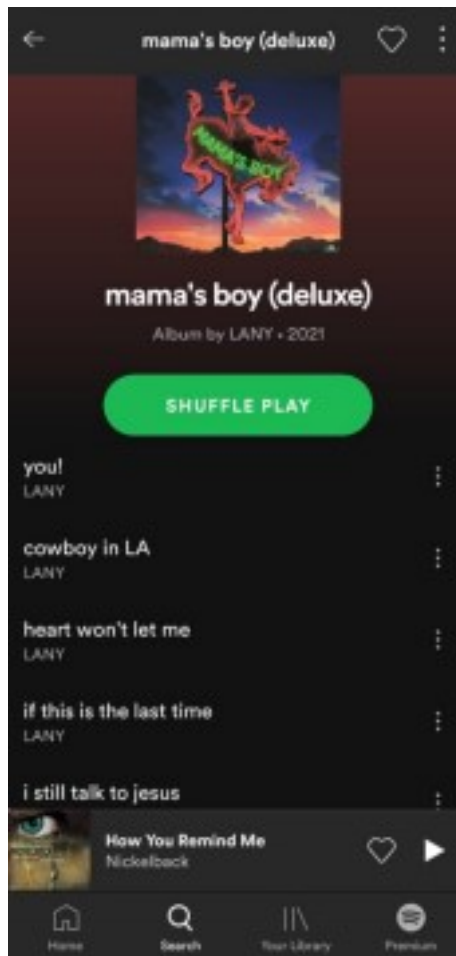 mama's boy (deluxe)
MAMA'S BOY
mama's boy (deluxe)
Album by LANY • 2021
SHUFFLE PLAY
you!
LANY
cowboy in LA
LANY
heart won't let me
LANY
if this is the last time
LANY
i still talk to jesus
How You Remind Me
Nickelback
Home
Search
Your Library
Premium